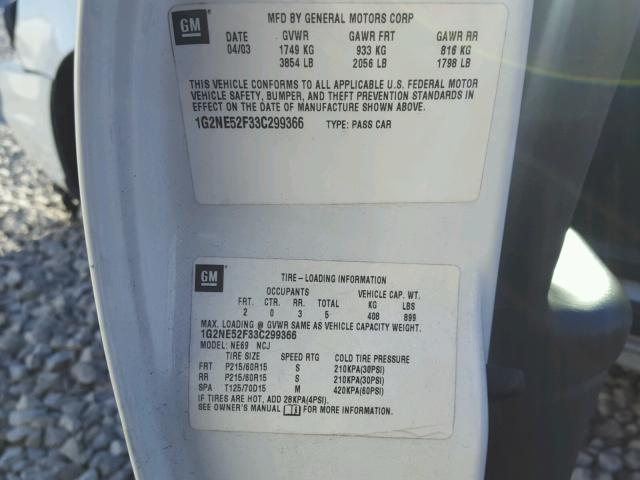 GM
MFD BY GENERAL MOTORS CORP
DATE GVWR GAWR FRT GAWR RR
04/03 1749 KG 933 KG 816 KG
3854 LB 2056 LB 1798 LB
THIS VEHICLE CONFORMS TO ALL APPLICABLE U.S. FEDERAL MOTOR
VEHICLE SAFETY, BUMPER, AND THEFT PREVENTION STANDARDS IN
EFFECT ON THE DATE OF MANUFACTURE SHOWN ABOVE.
1G2NE52F33C299366 TYPE: PASS CAR
GM
TIRE-LOADING INFORMATION
OCCUPANTS VEHICLE CAP. WT.
FRT. CTR. RR. TOTAL KG LBS
2 0 3 5 408 899
MAX. LOADING @ GVWR SAME AS VEHICLE CAPACITY WEIGHT.
1G2NE52F33C299366
MODEL: NE69 NCJ
TIRE SIZE SPEED RTG COLD TIRE PRESSURE
FRT P215/60R15 S 210KPA(30PSI)
RR P215/60R15 S 210KPA(30PSI)
SPA T125/70D15 M 420KPA(60PSI)
IF TIRES ARE HOT, ADD 28KPA(4PSI)
SEE OWNER'S MANUAL FOR MORE INFORMATION.